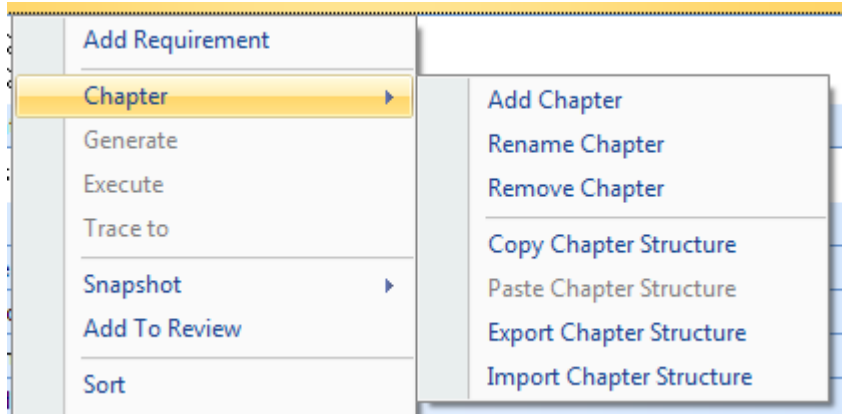 Add Requirement
Chapter
Generate
Execute
Trace to
Snapshot
Add To Review
Sort
Add Chapter
Rename Chapter
Remove Chapter
Copy Chapter Structure
Paste Chapter Structure
Export Chapter Structure
Import Chapter Structure